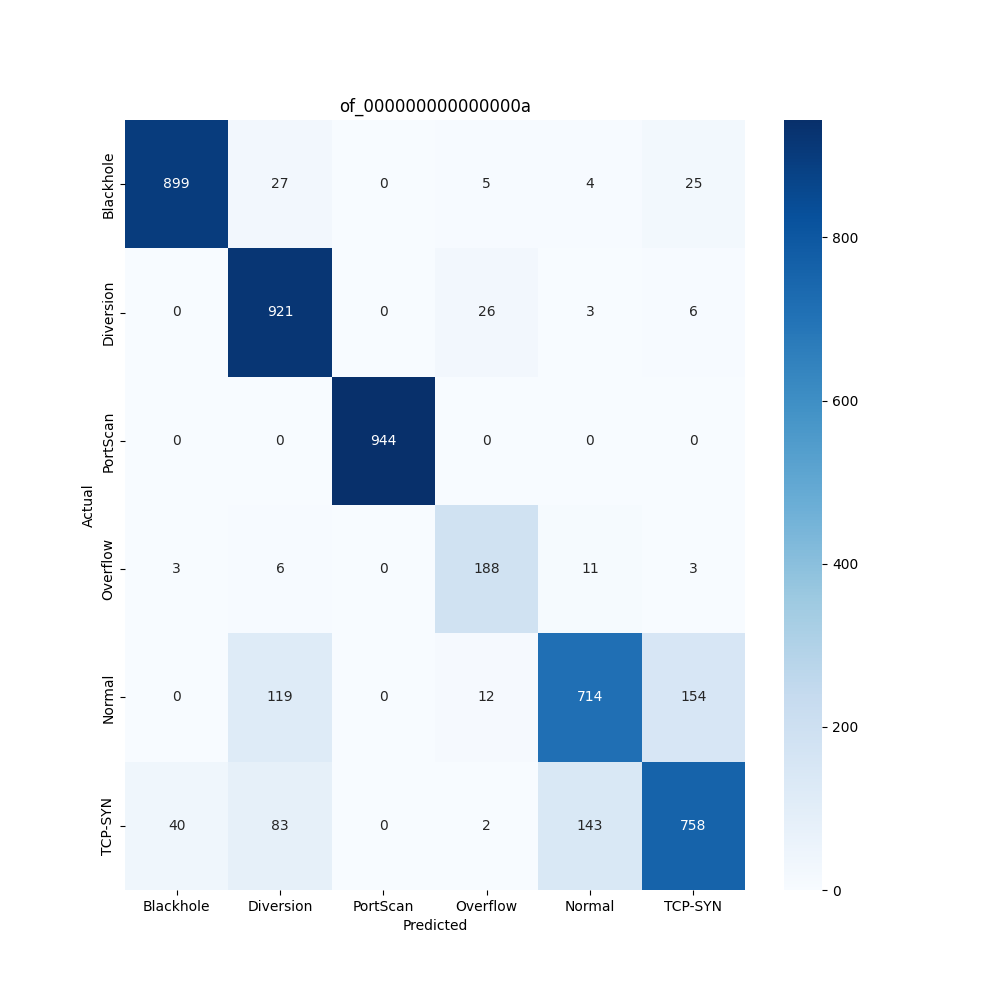 of_000000000000000a
Blackhole 899 27 0 5 4 25
Diversion 0 921 0 26 3 6
PortScan 0 0 944 0 0 0
Overflow 3 6 0 188 11 3
Normal 0 119 0 12 714 154
TCP-SYN 40 83 0 2 143 758
Actual
Blackhole Diversion PortScan Overflow Normal TCP-SYN
Predicted
800
600
400
200
0